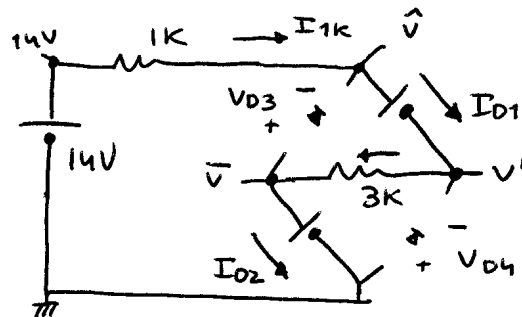 14V
1K
I1K
v̂
VD3
+ -
ID1
14V
v̄
3K
V'
ID2
-
+ VD4